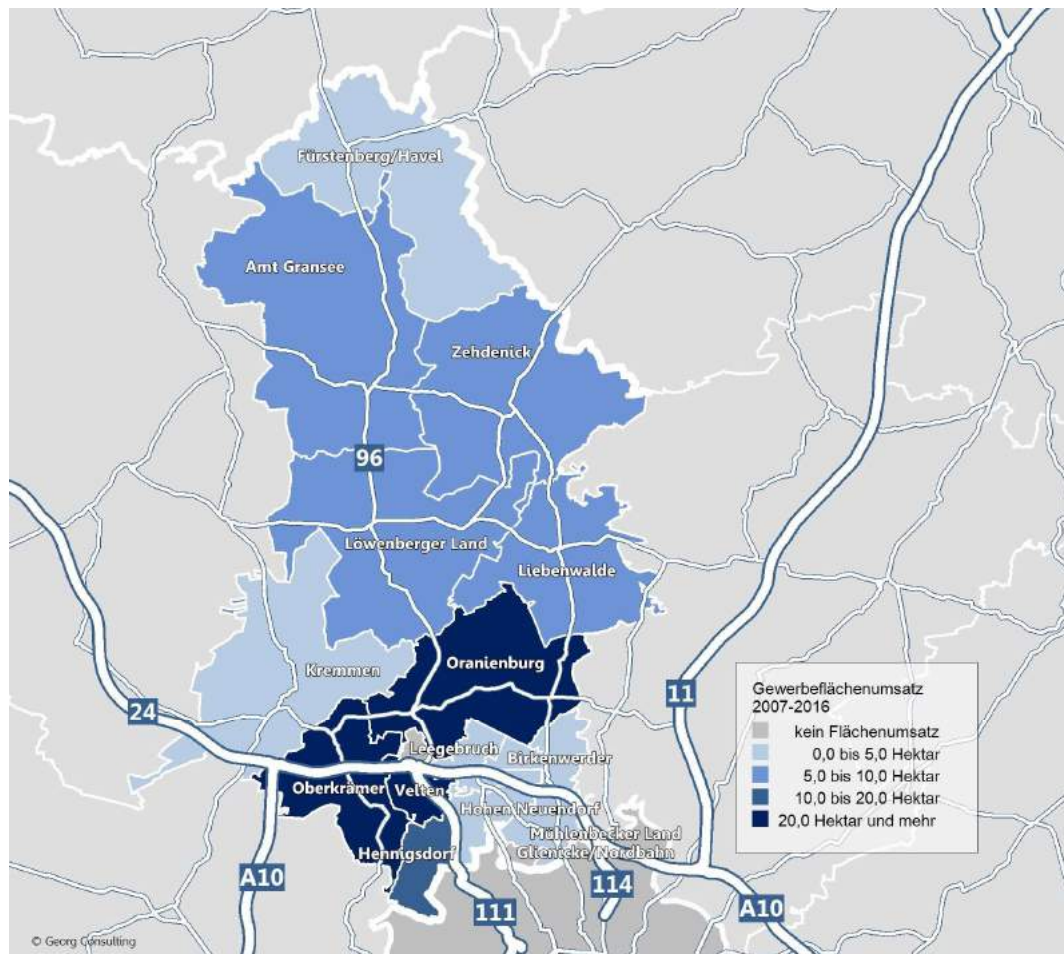 Fürstenberg/Havel
Amt Gransee
Zehdenick
96
Löwenberger Land
Liebenwalde
Oranienburg
Kremmen
11
24
Leegebruch
Birkenwerder
Oberkrämer
Velten
Hohen Neuendorf
Mühlenbecker Land
Glienicke/Nordbahn
Hennigsdorf
A10
114
111
A10
Gewerbeflächenumsatz
2007-2016
kein Flächenumsatz
0,0 bis 5,0 Hektar
5,0 bis 10,0 Hektar
10,0 bis 20,0 Hektar
20,0 Hektar und mehr
© Georg Consulting